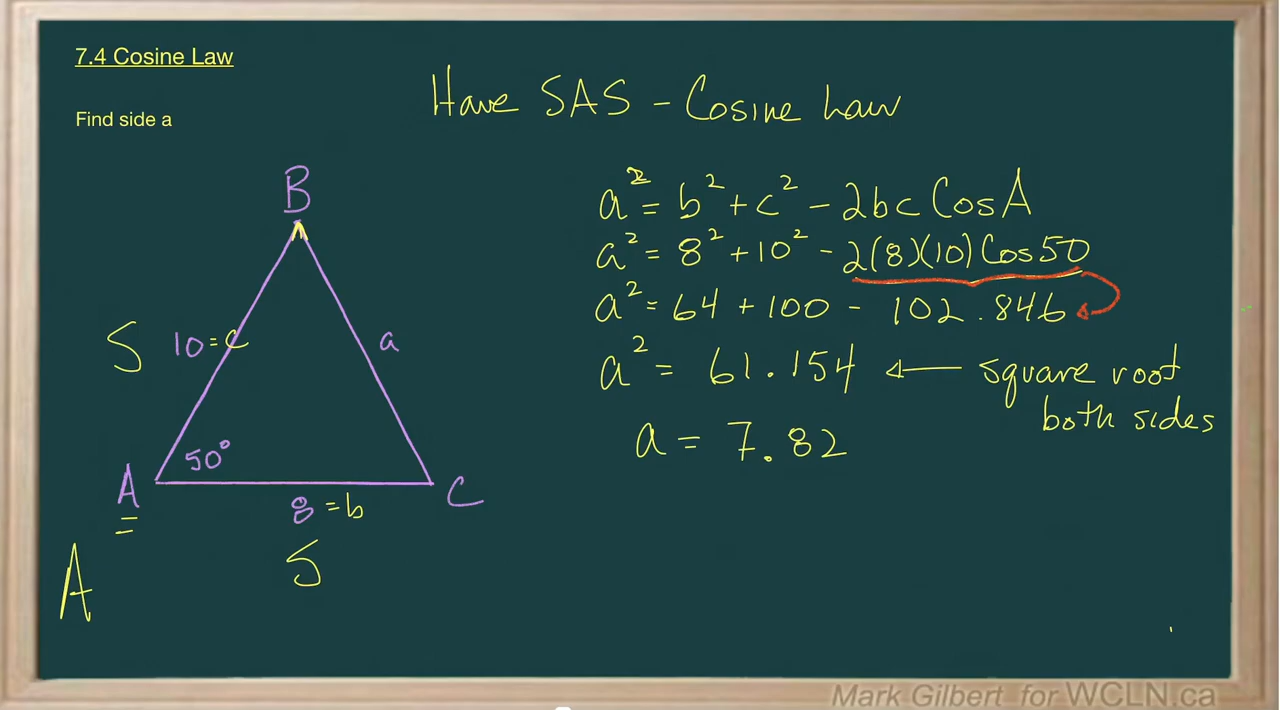 7.4 Cosine Law
Have SAS - Cosine Law
Find side a
B
S 10 = c
a
50°
A
8 = b
C
S
A
a² = b² + c² - 2bc Cos A
a² = 8² + 10² - 2(8)(10) Cos 50
a² = 64 + 100 - 102.846
a² = 61.154 ← square root
both sides
a = 7.82
Mark Gilbert for WCLN.ca